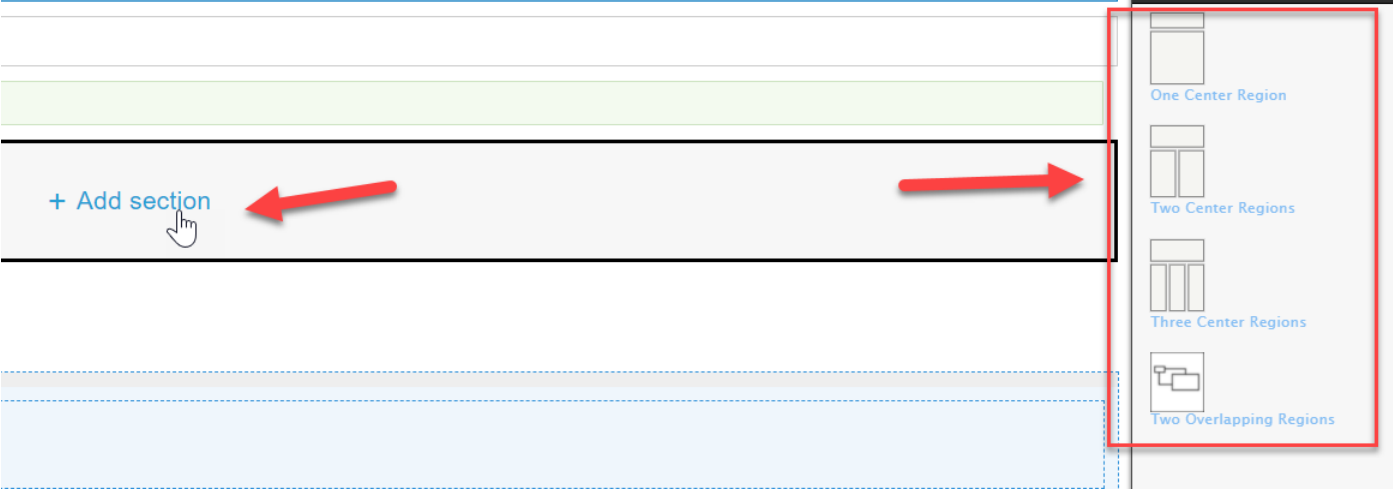 + Add section
One Center Region
Two Center Regions
Three Center Regions
Two Overlapping Regions